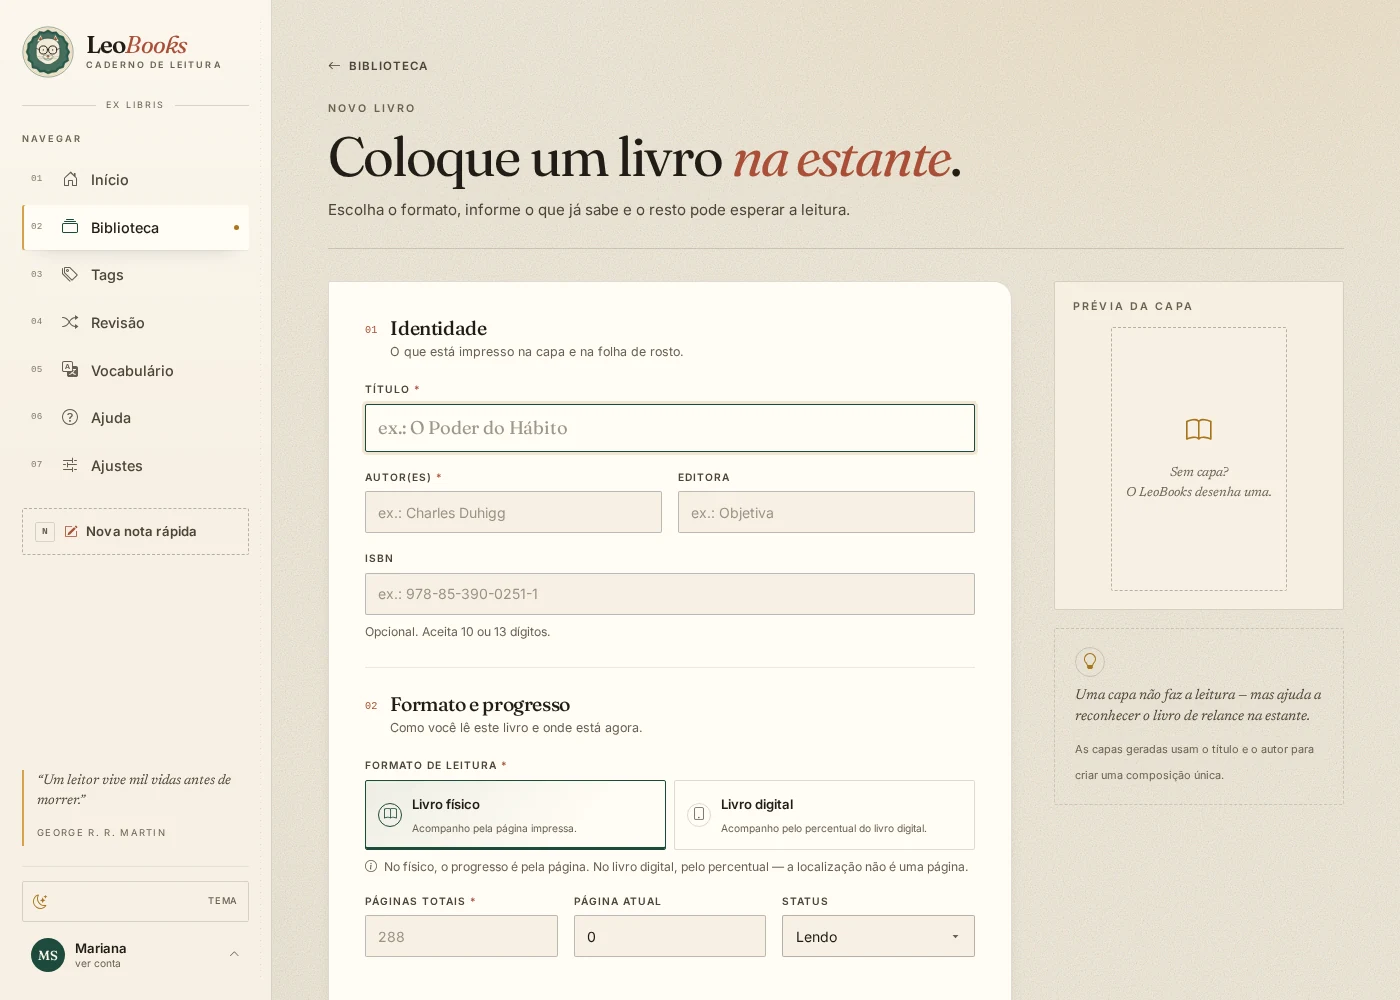 LeoBooks
CADERNO DE LEITURA
EX LIBRIS
NAVEGAR
01 Início
02 Biblioteca
03 Tags
04 Revisão
05 Vocabulário
06 Ajuda
07 Ajustes
N Nova nota rápida
“Um leitor vive mil vidas antes de
morrer.”
GEORGE R. R. MARTIN
TEMA
MS Mariana
ver conta
← BIBLIOTECA
NOVO LIVRO
Coloque um livro na estante.
Escolha o formato, informe o que já sabe e o resto pode esperar a leitura.
01 Identidade
O que está impresso na capa e na folha de rosto.
TÍTULO *
ex.: O Poder do Hábito
AUTOR(ES) * EDITORA
ex.: Charles Duhigg ex.: Objetiva
ISBN
ex.: 978-85-390-0251-1
Opcional. Aceita 10 ou 13 dígitos.
02 Formato e progresso
Como você lê este livro e onde está agora.
FORMATO DE LEITURA *
Livro físico Livro digital
Acompanho pela página impressa. Acompanho pelo percentual do livro digital.
No físico, o progresso é pela página. No livro digital, pelo percentual — a localização não é uma página.
PÁGINAS TOTAIS * PÁGINA ATUAL STATUS
288 0 Lendo
PRÉVIA DA CAPA
Sem capa?
O LeoBooks desenha uma.
Uma capa não faz a leitura — mas ajuda a
reconhecer o livro de relance na estante.
As capas geradas usam o título e o autor para
criar uma composição única.